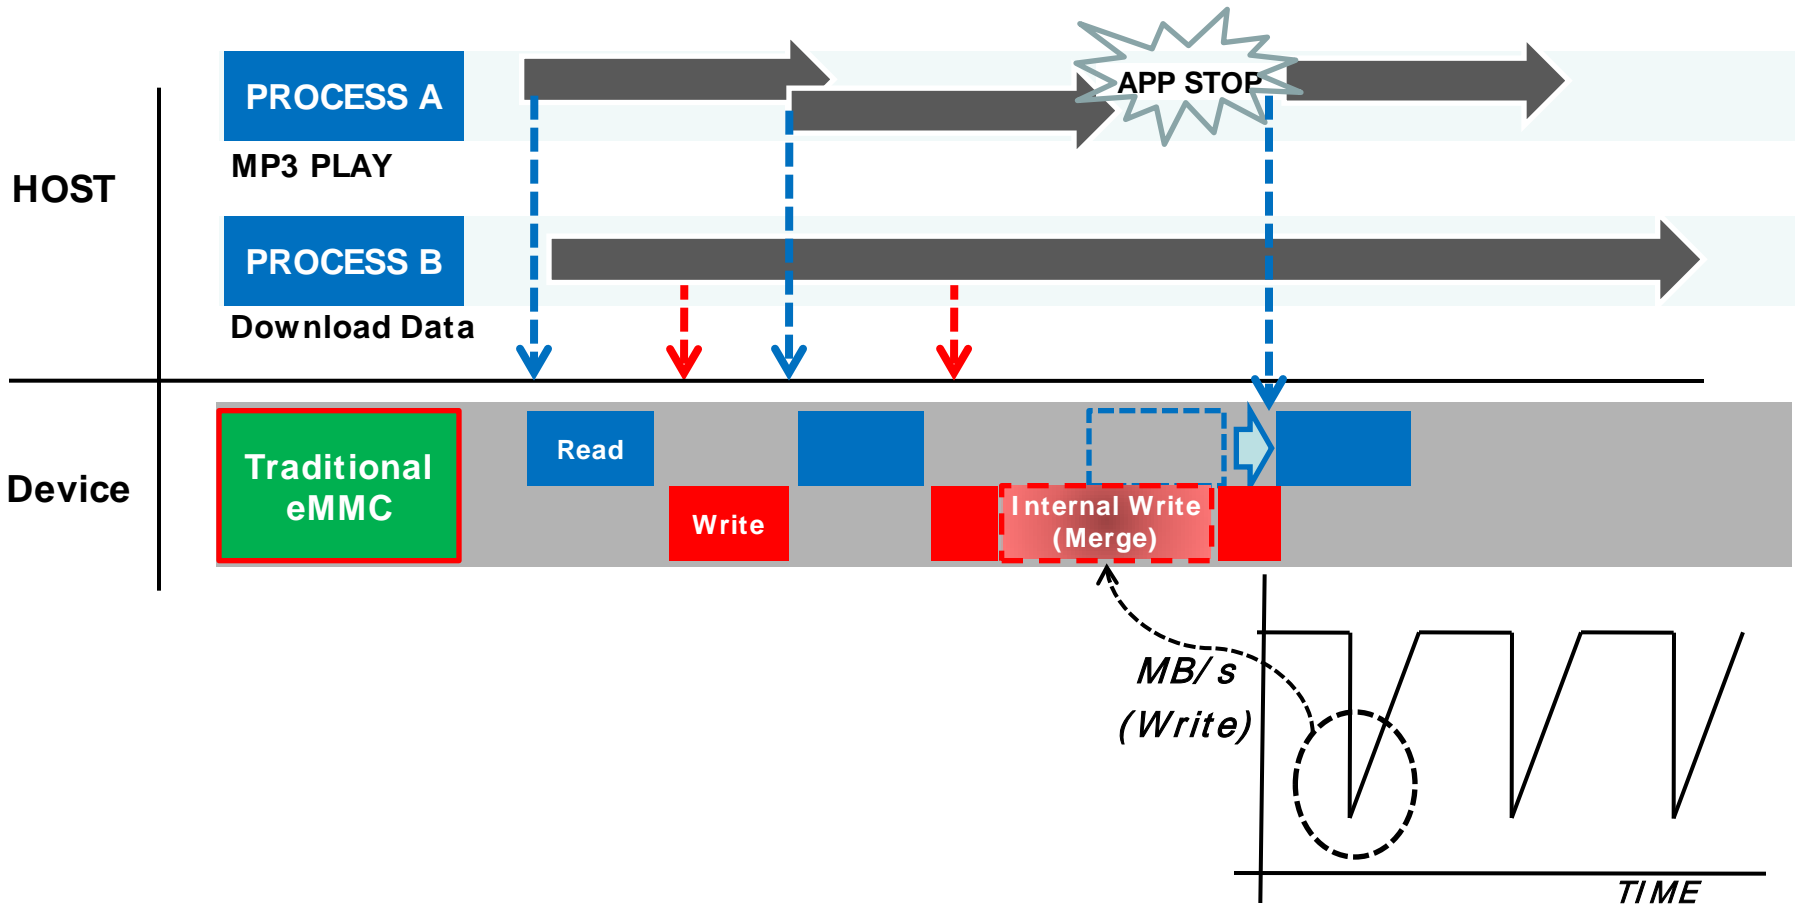 PROCESS A
APP STOP
MP3 PLAY
HOST
PROCESS B
Download Data
Traditional
eMMC
Read
Device
Write
Internal Write
(Merge)
MB/s
(Write)
TIME